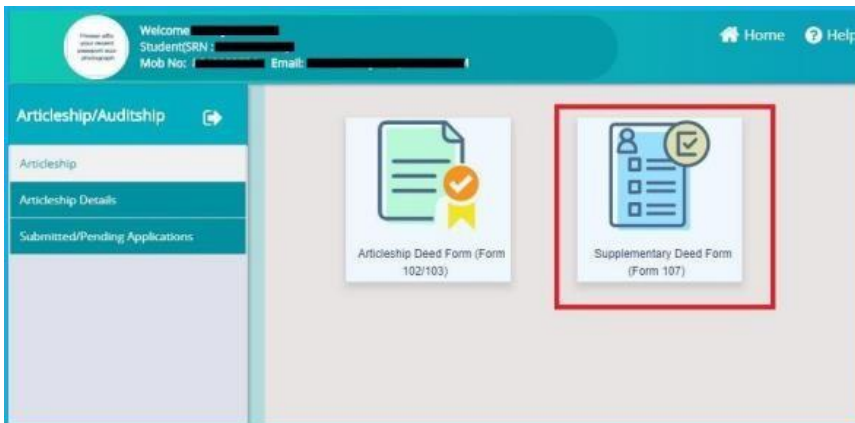 Please affix
your recent
passport size
photograph
Welcome
Student(SRN :
Mob No:
Email:
Home
Help
Articleship/Auditship
Articleship
Articleship Details
Submitted/Pending Applications
Articleship Deed Form (Form
102/103)
Supplementary Deed Form
(Form 107)